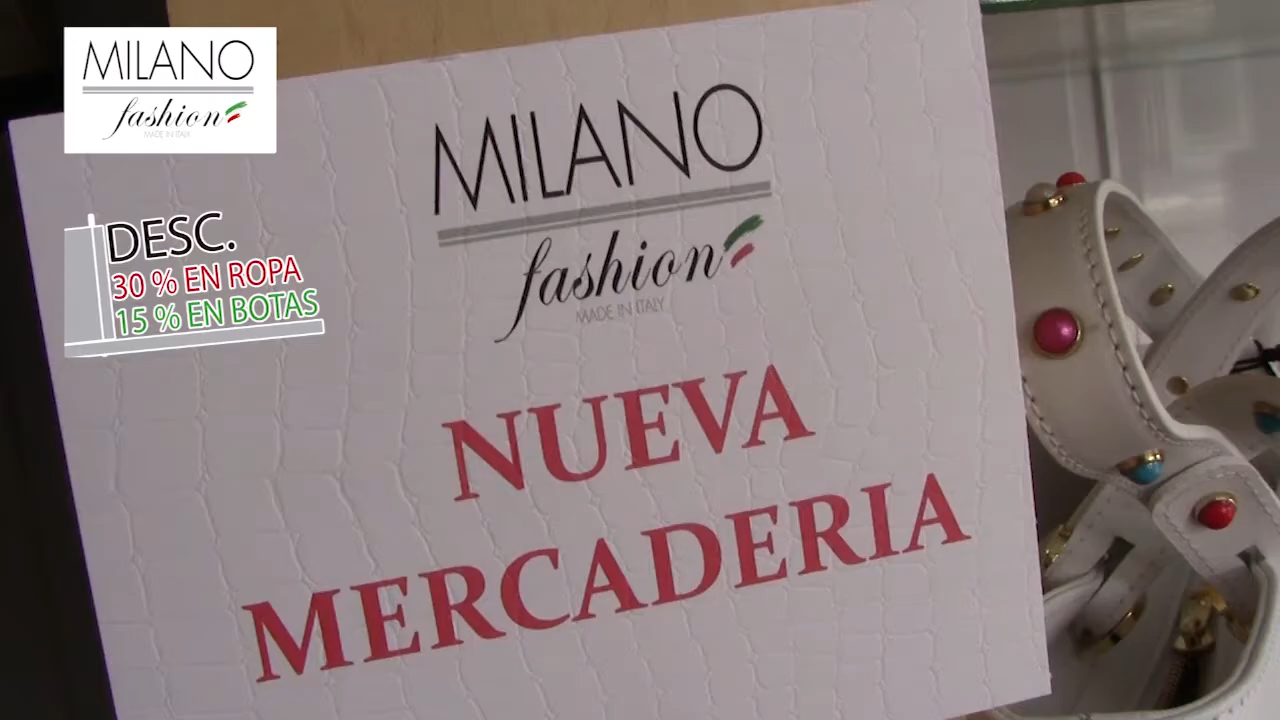 MILANO
fashion
MADE IN ITALY
DESC.
30 % EN ROPA
15 % EN BOTAS
MILANO
fashion
MADE IN ITALY
NUEVA
MERCADERIA